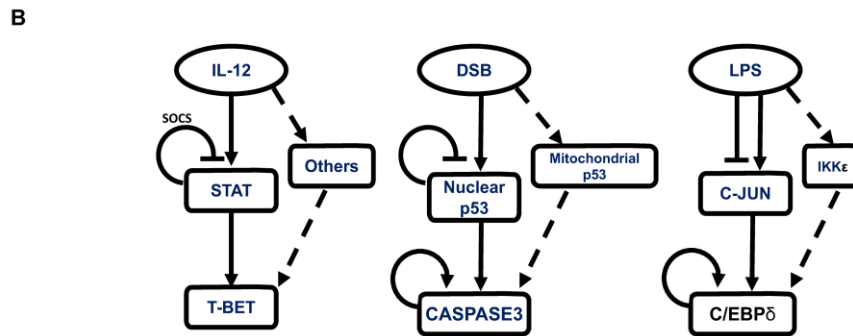 B
IL-12
SOCS
STAT
Others
T-BET
DSB
Nuclear
p53
Mitochondrial
p53
CASPASE3
LPS
C-JUN
IKKε
C/EBPδ